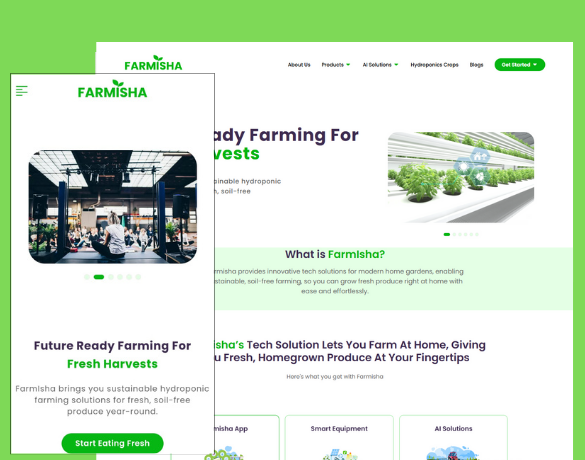 FARMISHA
About Us Products AI Solutions Hydroponics Crops Blogs Get Started
FARMISHA
ady Farming For
vests
ainable hydroponic
n, soil-free
What is FarmIsha?
rmisha provides innovative tech solutions for modern home gardens, enabling
stainable, soil-free farming, so you can grow fresh produce right at home with
ease and effortlessly.
Future Ready Farming For
Fresh Harvests
FarmIsha brings you sustainable hydroponic
farming solutions for fresh, soil-free
produce year-round.
Start Eating Fresh
isha's Tech Solution Lets You Farm At Home, Giving
u Fresh, Homegrown Produce At Your Fingertips
Here's what you get with FarmIsha
misha App Smart Equipment AI Solutions